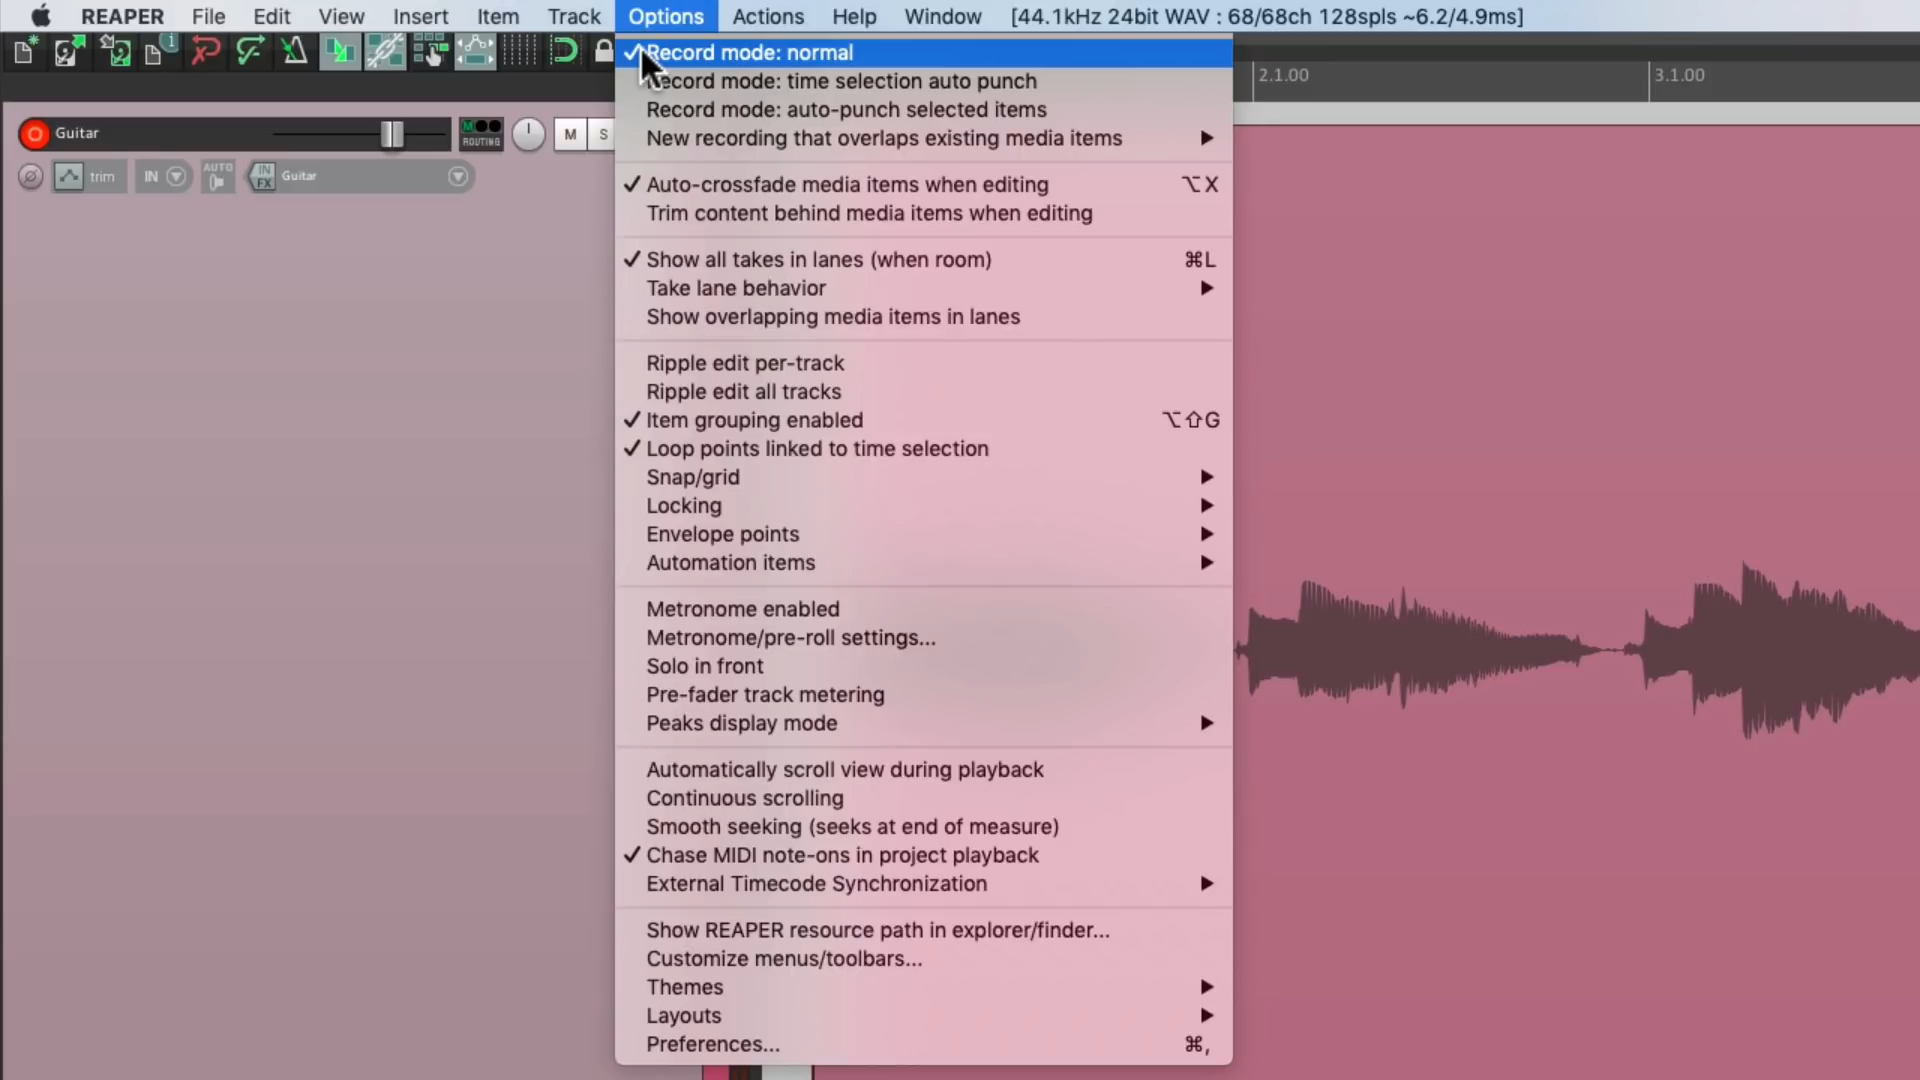 REAPER File Edit View Insert Item Track Options Actions Help Window [44.1kHz 24bit WAV : 68/68ch 128spls ~6.2/4.9ms]
Record mode: normal
Record mode: time selection auto punch
Record mode: auto-punch selected items
New recording that overlaps existing media items
Auto-crossfade media items when editing ⌥X
Trim content behind media items when editing
Show all takes in lanes (when room) ⌘L
Take lane behavior
Show overlapping media items in lanes
Ripple edit per-track
Ripple edit all tracks
Item grouping enabled ⌥⇧G
Loop points linked to time selection
Snap/grid
Locking
Envelope points
Automation items
Metronome enabled
Metronome/pre-roll settings...
Solo in front
Pre-fader track metering
Peaks display mode
Automatically scroll view during playback
Continuous scrolling
Smooth seeking (seeks at end of measure)
Chase MIDI note-ons in project playback
External Timecode Synchronization
Show REAPER resource path in explorer/finder...
Customize menus/toolbars...
Themes
Layouts
Preferences... ⌘,
Guitar
M
ROUTING
M S
trim
IN
AUTO
IN
FX
Guitar
2.1.00
3.1.00